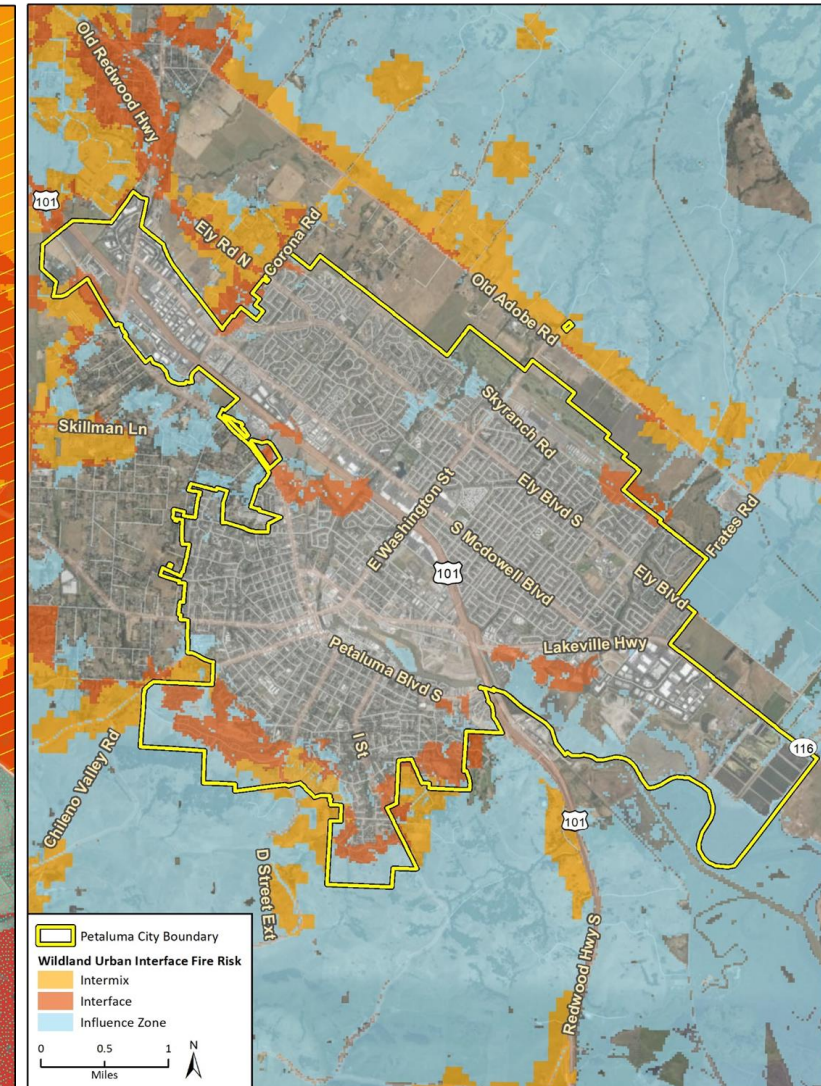 Old Redwood Hwy
101
Ely Rd N
Corona Rd
Old Adobe Rd
Skillman Ln
Skyranch Rd
Ely Blvd S
E Washington St
S Mcdowell Blvd
Frates Rd
101
Ely Blvd
Lakeville Hwy
Petaluma Blvd S
I St
116
Chileno Valley Rd
101
D Street Ext
Redwood Hwy S
Petaluma City Boundary
Wildland Urban Interface Fire Risk
Intermix
Interface
Influence Zone
0 0.5 1
Miles
N